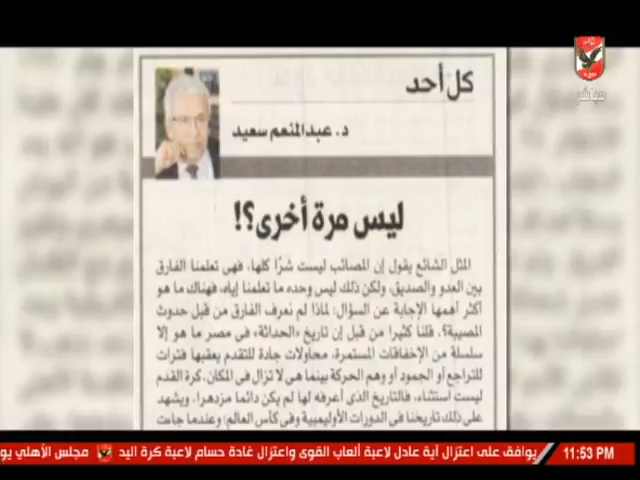 مباشر
كل أحد
د. عبدالمنعم سعيد
ليس مرة أخرى؟!
المثل الشائع يقول إن المصائب ليست شرًا كلها، فهى تعلمنا الفارق
بين العدو والصديق، ولكن ذلك ليس وحده ما تعلمنا إياه، فهناك ما هو
أكثر أهمها الإجابة عن السؤال: لماذا لم نعرف الفارق من قبل حدوث
المصيبة؟. قلنا كثيرا من قبل إن تاريخ «الحداثة» فى مصر ما هو إلا
سلسلة من الإخفاقات المستمرة، محاولات جادة للتقدم يعقبها فترات
للتراجع أو الجمود أو وهم الحركة بينما هى لا تزال فى المكان. كرة القدم
ليست استثناء، فالتاريخ الذى أعرفه لها لم يكن دائما مزدهرا، ويشهد
على ذلك تاريخنا فى الدورات الأوليمبية وفى كأس العالم؛ وعندما جاءت
11:53 PM
يوافق على اعتزال آية عادل لاعبة ألعاب القوى واعتزال غادة حسام لاعبة كرة اليد
مجلس الأهلي يو